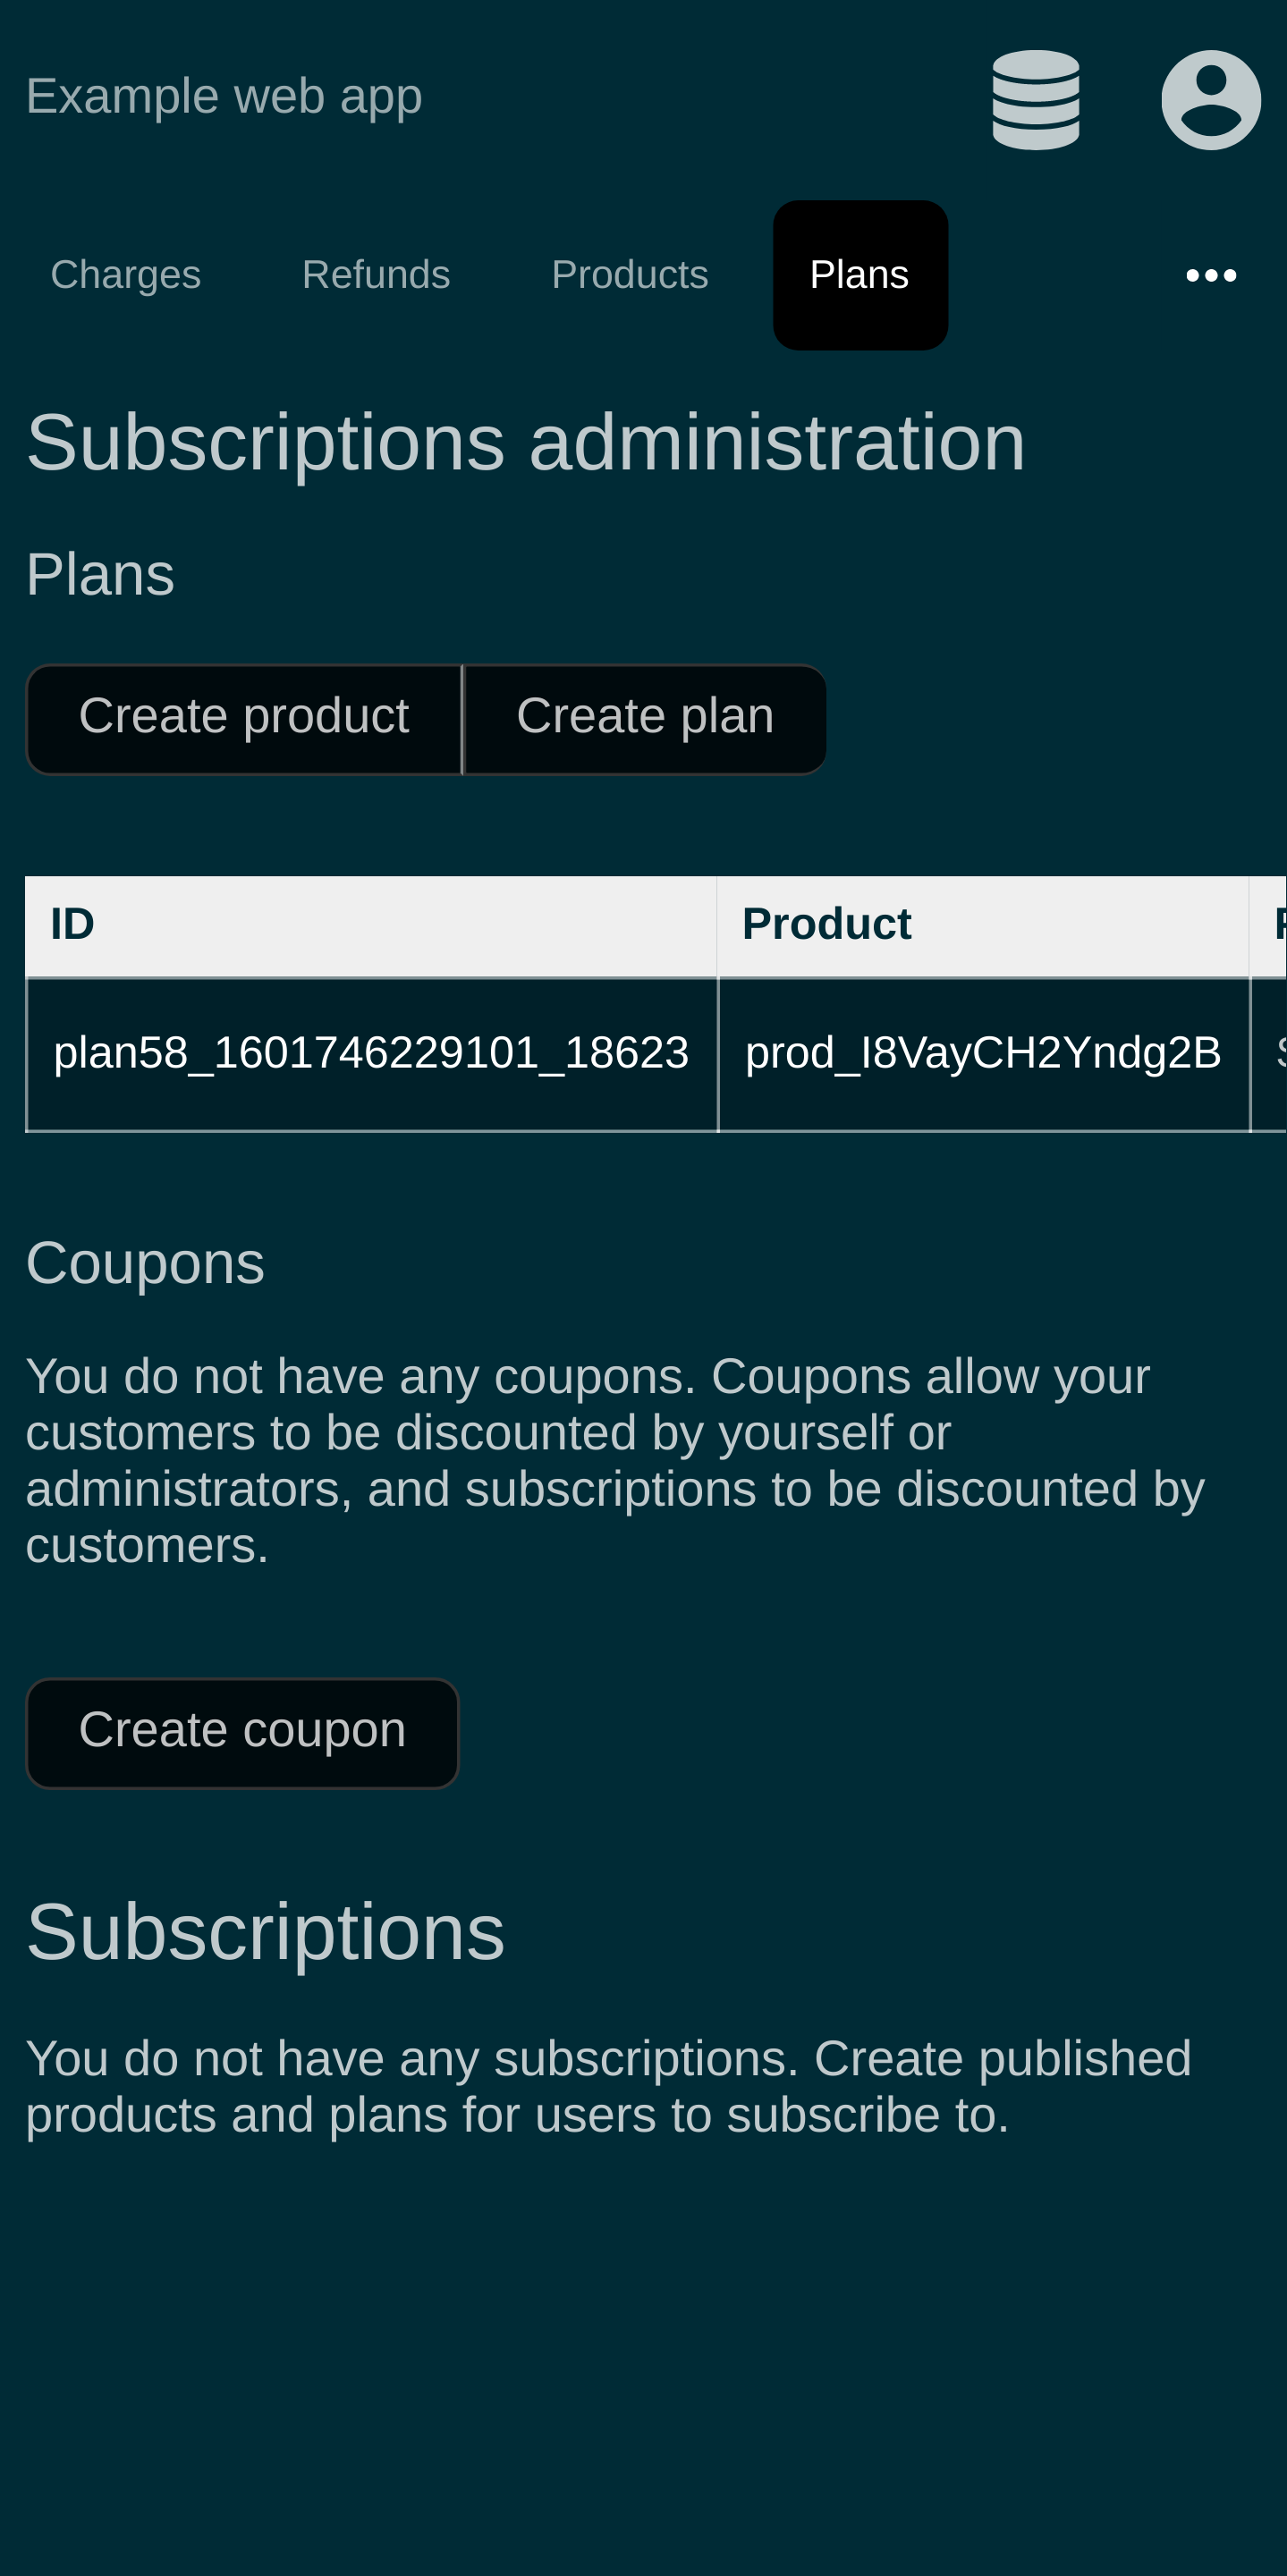 Example web app
Charges Refunds Products Plans
Subscriptions administration
Plans
Create product Create plan
ID Product
plan58_1601746229101_18623 prod_I8VayCH2Yndg2B
Coupons
You do not have any coupons. Coupons allow your
customers to be discounted by yourself or
administrators, and subscriptions to be discounted by
customers.
Create coupon
Subscriptions
You do not have any subscriptions. Create published
products and plans for users to subscribe to.